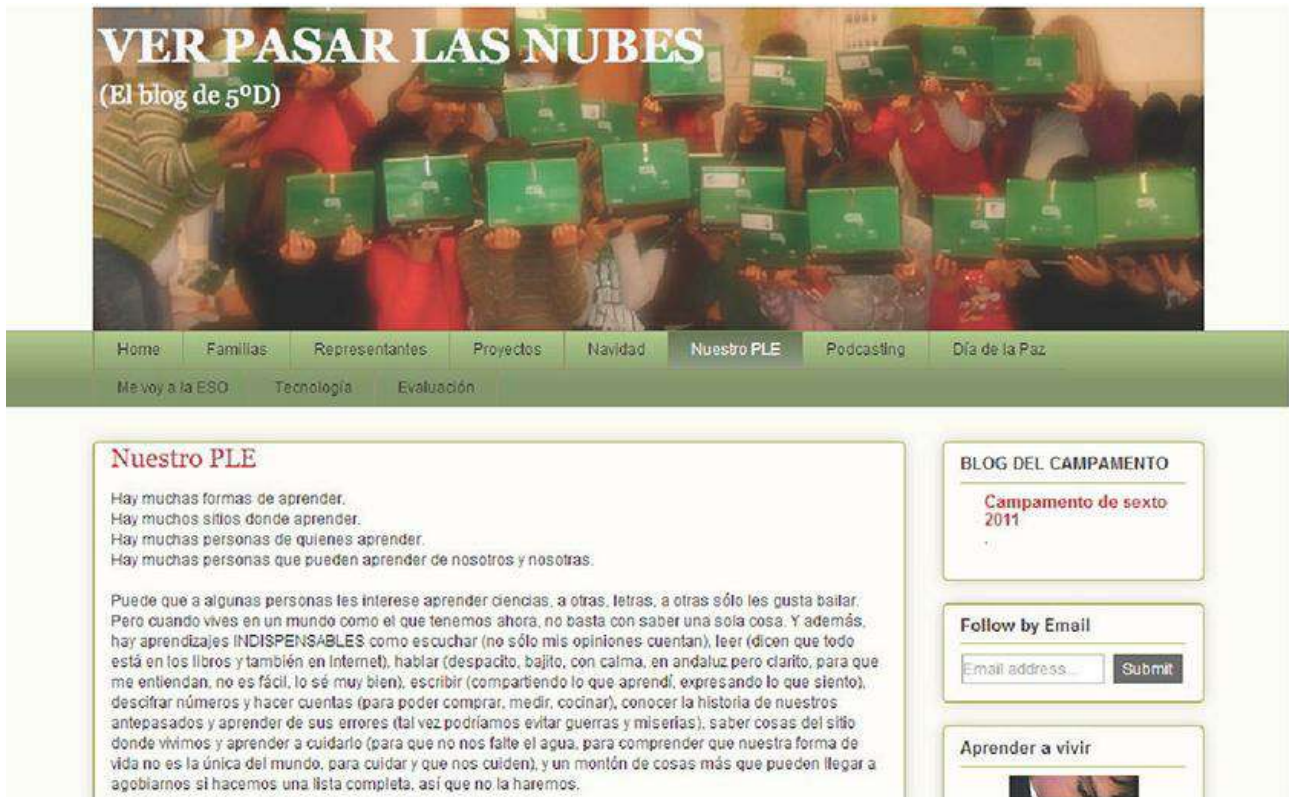 VER PASAR LAS NUBES
(El blog de 5ºD)
Home Familias Representantes Proyectos Navidad Nuestro PLE Podcasting Día de la Paz
Me voy a la ESO Tecnología Evaluación
Nuestro PLE
Hay muchas formas de aprender.
Hay muchos sitios donde aprender.
Hay muchas personas de quienes aprender.
Hay muchas personas que pueden aprender de nosotros y nosotras.
Puede que a algunas personas les interese aprender ciencias, a otras, letras, a otras sólo les gusta bailar.
Pero cuando vives en un mundo como el que tenemos ahora, no basta con saber una sola cosa. Y además,
hay aprendizajes INDISPENSABLES como escuchar (no sólo mis opiniones cuentan), leer (dicen que todo
está en los libros y también en Internet), hablar (despacito, bajito, con calma, en andaluz pero clarito, para que
me entiendan, no es fácil, lo sé muy bien), escribir (compartiendo lo que aprendí, expresando lo que siento),
descifrar números y hacer cuentas (para poder comprar, medir, cocinar), conocer la historia de nuestros
antepasados y aprender de sus errores (tal vez podríamos evitar guerras y miserias), saber cosas del sitio
donde vivimos y aprender a cuidarlo (para que no nos falte el agua, para comprender que nuestra forma de
vida no es la única del mundo, para cuidar y que nos cuiden), y un montón de cosas más que pueden llegar a
agobiarnos si hacemos una lista completa, así que no la haremos.
BLOG DEL CAMPAMENTO
Campamento de sexto
2011
.
Follow by Email
Email address... Submit
Aprender a vivir